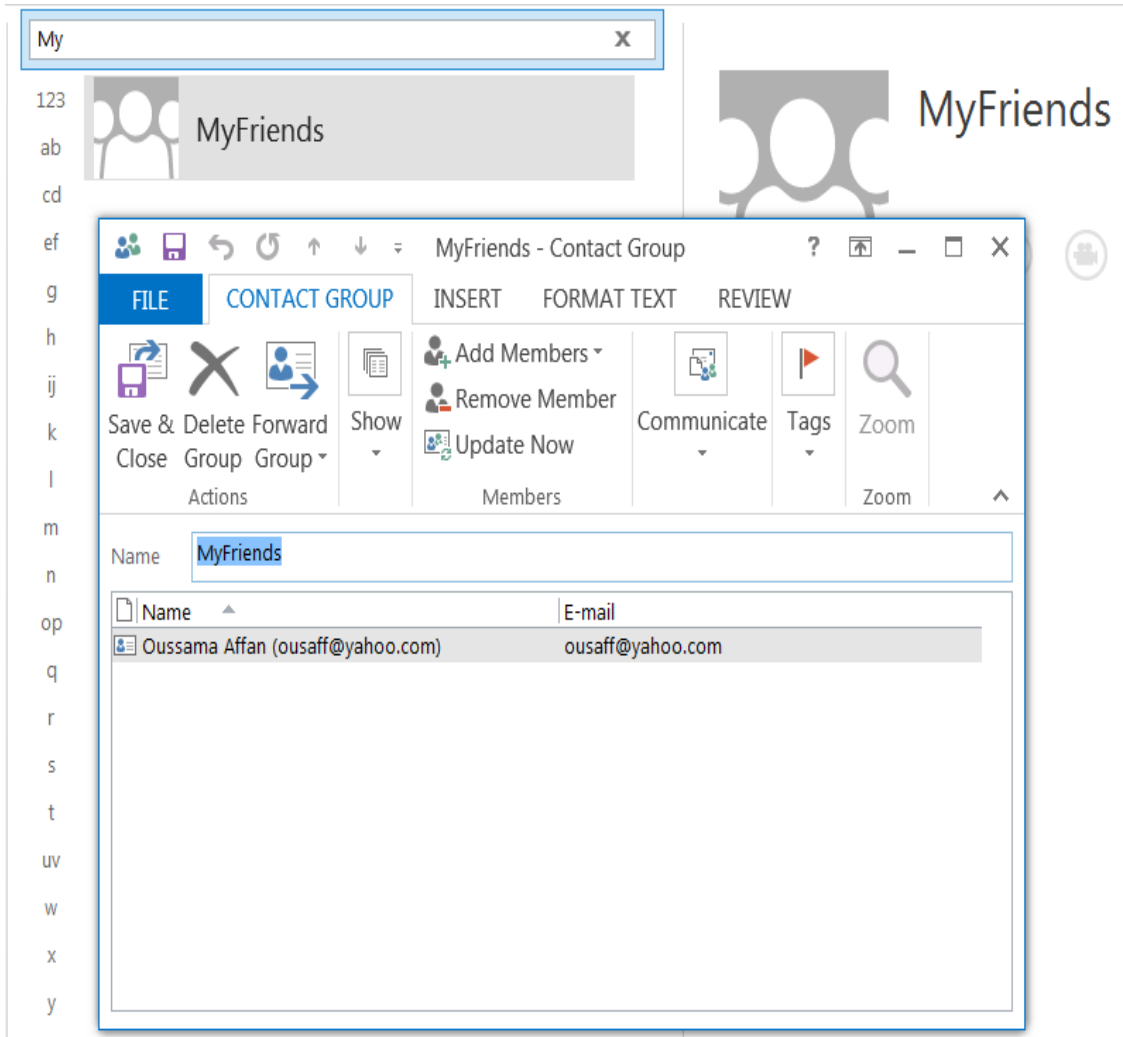 My x
MyFriends
MyFriends
123
ab
cd
ef
g
h
ij
k
l
m
n
op
q
r
s
t
uv
w
x
y
MyFriends - Contact Group ?
FILE CONTACT GROUP INSERT FORMAT TEXT REVIEW
Save & Close
Delete Group
Forward Group
Actions
Show
Add Members
Remove Member
Update Now
Members
Communicate
Tags
Zoom
Zoom
Name MyFriends
Name E-mail
Oussama Affan (ousaff@yahoo.com) ousaff@yahoo.com